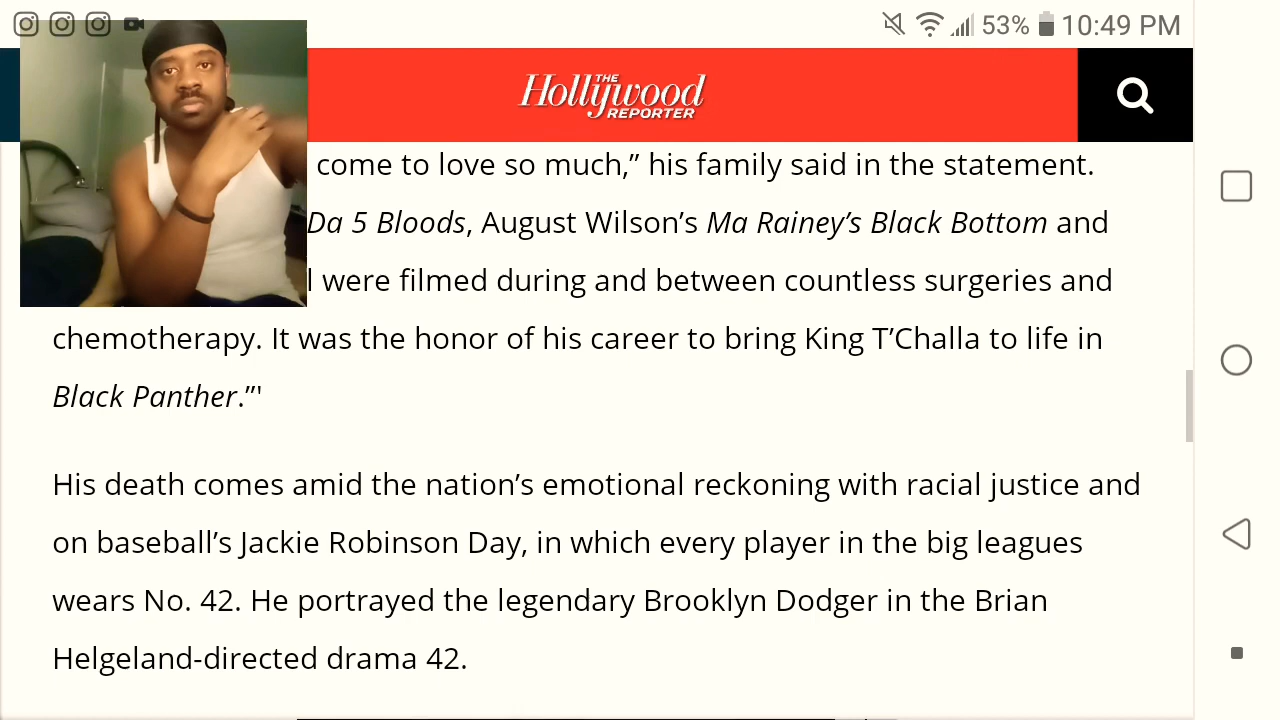 53% 10:49 PM
THE
Hollywood
REPORTER
come to love so much,” his family said in the statement.
Da 5 Bloods, August Wilson’s Ma Rainey’s Black Bottom and
l were filmed during and between countless surgeries and
chemotherapy. It was the honor of his career to bring King T’Challa to life in
Black Panther.”'
His death comes amid the nation’s emotional reckoning with racial justice and
on baseball’s Jackie Robinson Day, in which every player in the big leagues
wears No. 42. He portrayed the legendary Brooklyn Dodger in the Brian
Helgeland-directed drama 42.